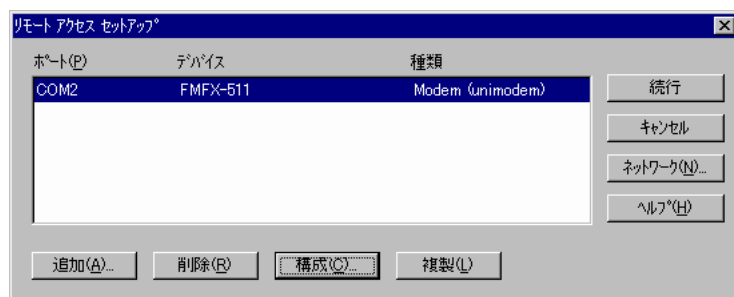 リモート アクセス セットアップ
ポート(P) デバイス 種類
COM2 FMFX-511 Modem (unimodem)
続行
キャンセル
ネットワーク(N)...
ヘルプ(H)
追加(A)... 削除(R) 構成(C)... 複製(L)